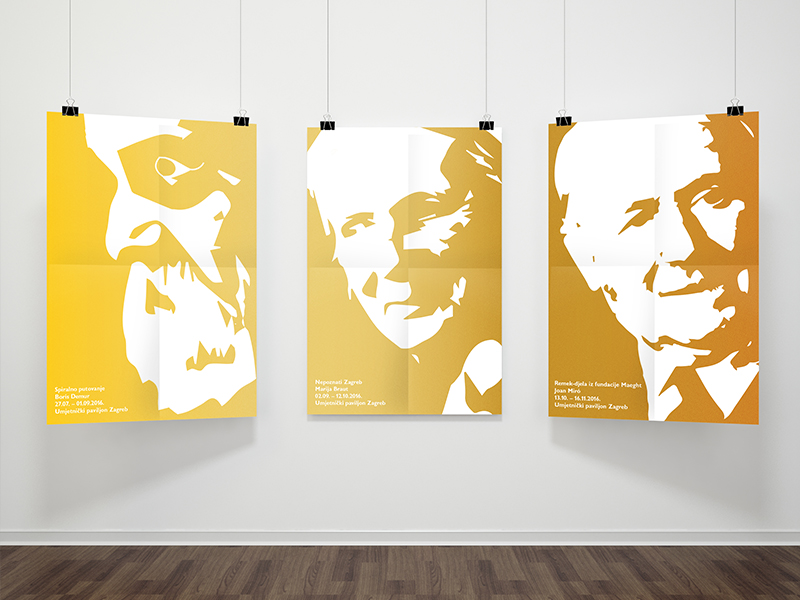 Spiralno putovanje
Boris Demur
27.07. – 01.09.2016.
Umjetnički paviljon Zagreb
Nepoznati Zagreb
Marija Braut
02.09. – 12.10.2016.
Umjetnički paviljon Zagreb
Remek-djela iz fundacije Maeght
Joan Miró
13.10. – 16.11.2016.
Umjetnički paviljon Zagreb